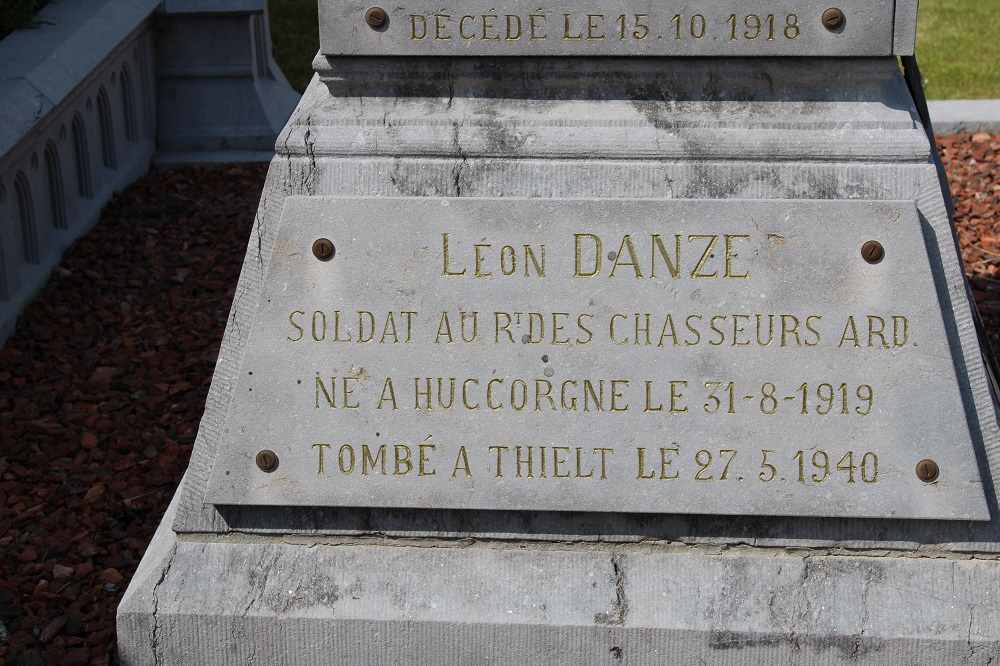 DÉCÉDÉ LE 15.10.1918
LÉON DANZE
SOLDAT AU RT DES CHASSEURS ARD.
NÉ A HUCCORGNE LE 31-8-1919
TOMBÉ A THIELT LE 27.5.1940